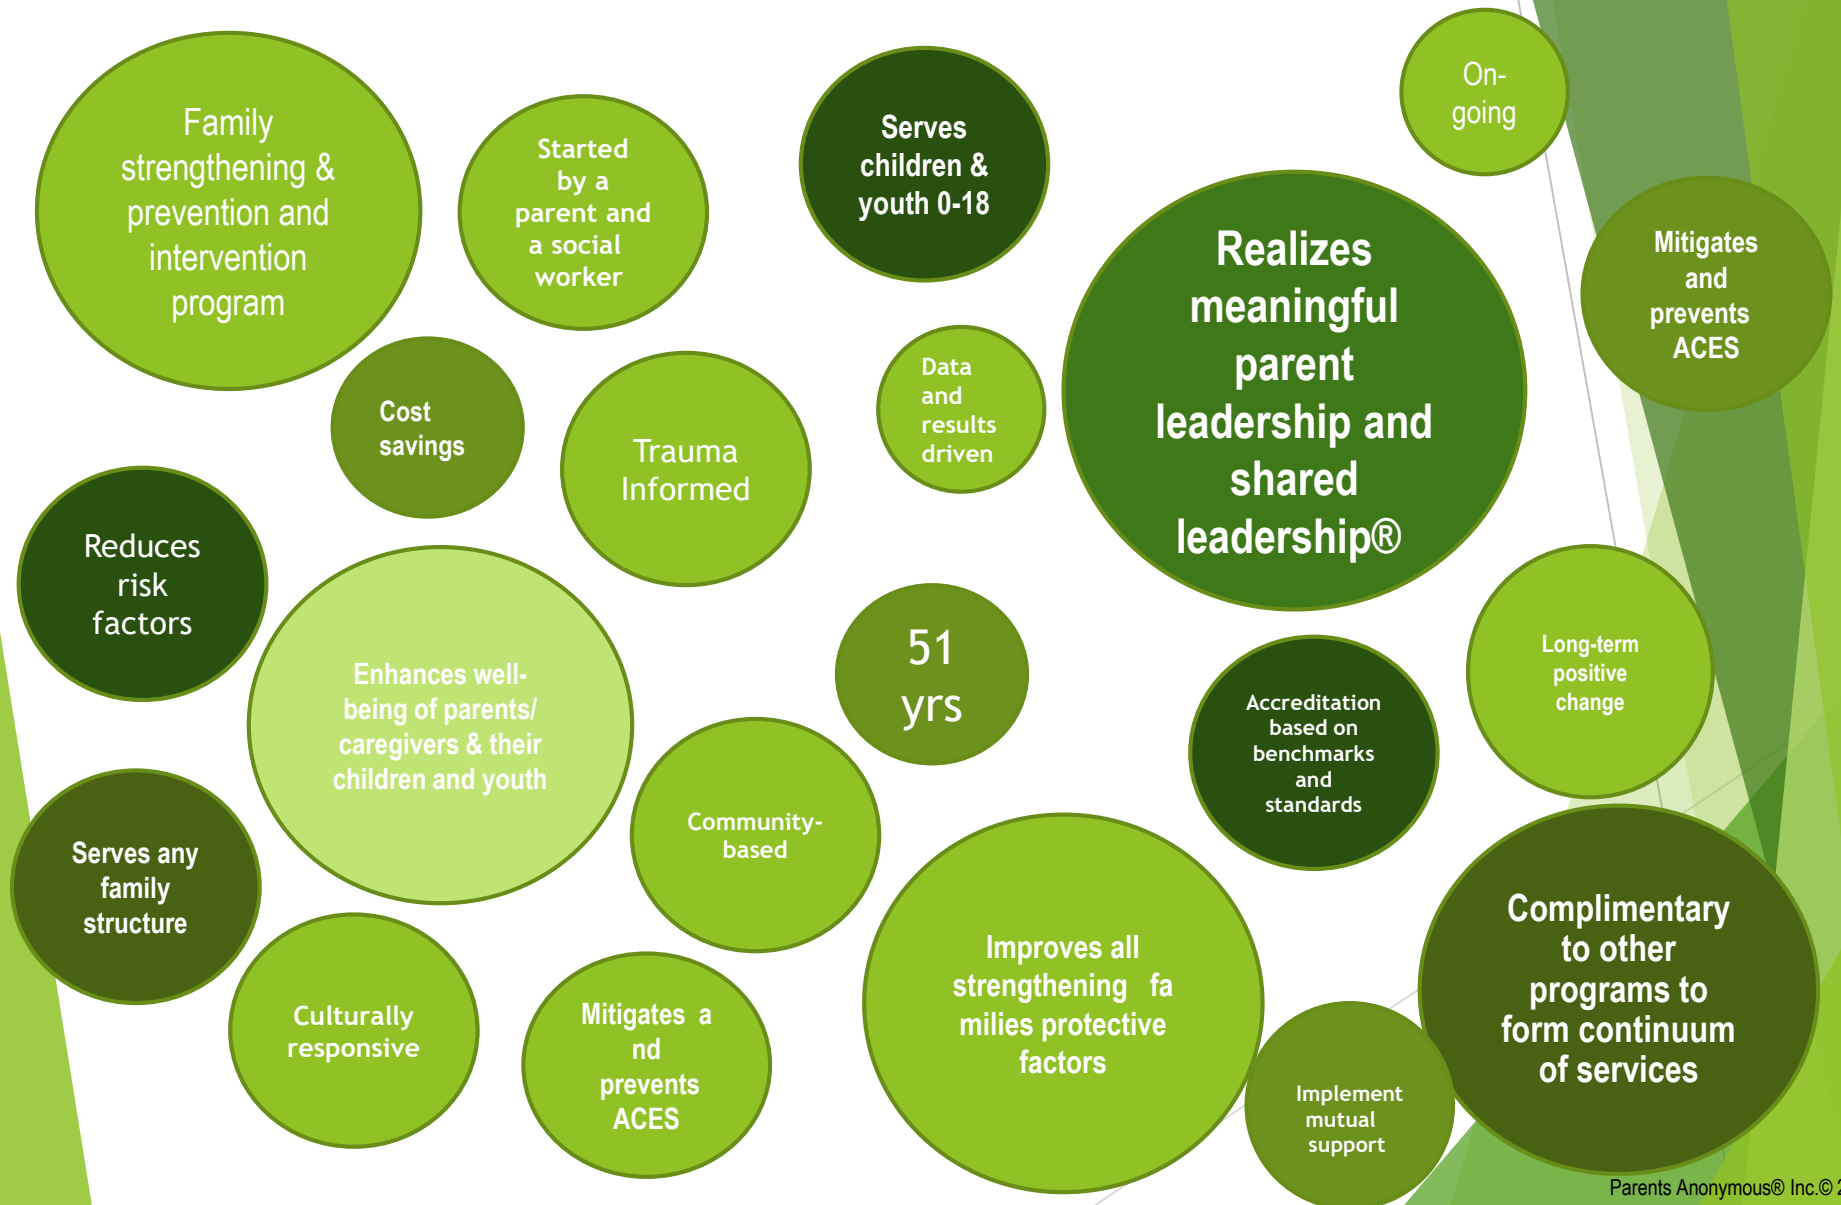 Family
strengthening &
prevention and
intervention
program
Started
by a
parent and
a social
worker
Serves
children &
youth 0-18
On-
going
Realizes
meaningful
parent
leadership and
shared
leadership®
Mitigates
and
prevents
ACES
Cost
savings
Trauma
Informed
Data
and
results
driven
Reduces
risk
factors
Enhances well-
being of parents/
caregivers & their
children and youth
51
yrs
Accreditation
based on
benchmarks
and
standards
Long-term
positive
change
Serves any
family
structure
Community-
based
Culturally
responsive
Mitigates a
nd
prevents
ACES
Improves all
strengthening fa
milies protective
factors
Implement
mutual
support
Complimentary
to other
programs to
form continuum
of services
Parents Anonymous® Inc.© 2